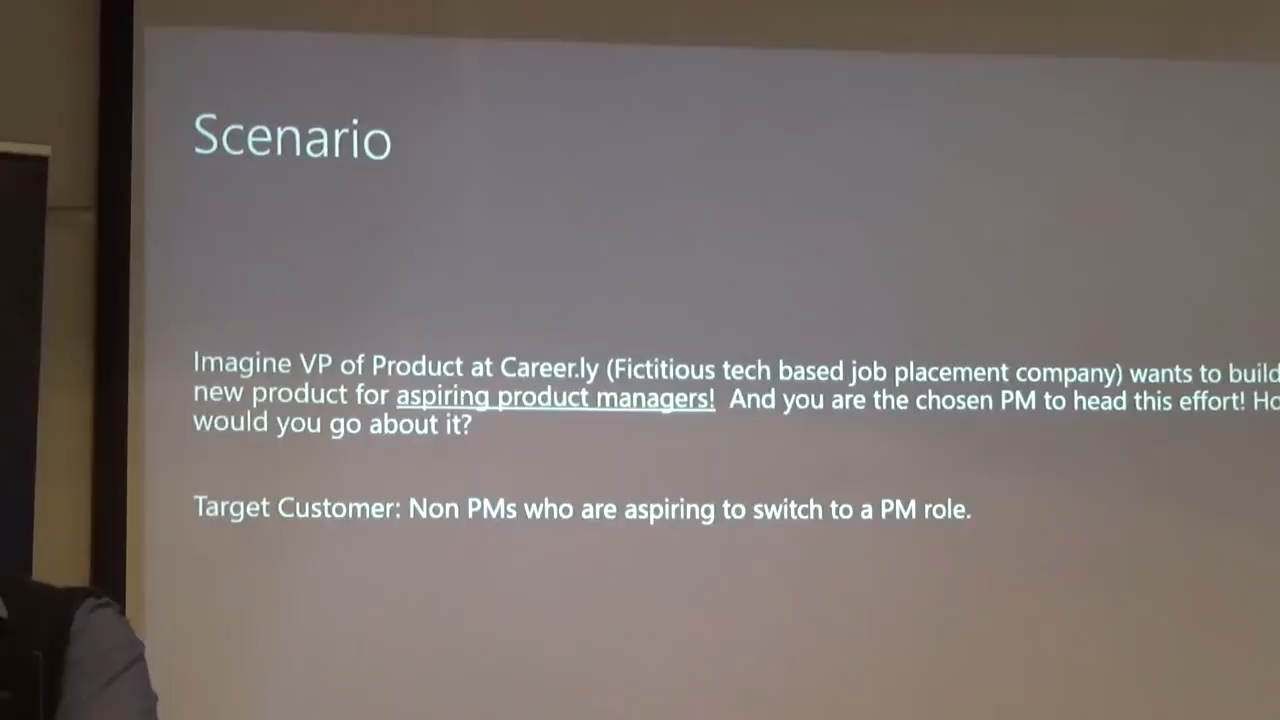 Scenario
Imagine VP of Product at Career.ly (Fictitious tech based job placement company) wants to build
new product for aspiring product managers!  And you are the chosen PM to head this effort!
would you go about it?
Target Customer: Non PMs who are aspiring to switch to a PM role.